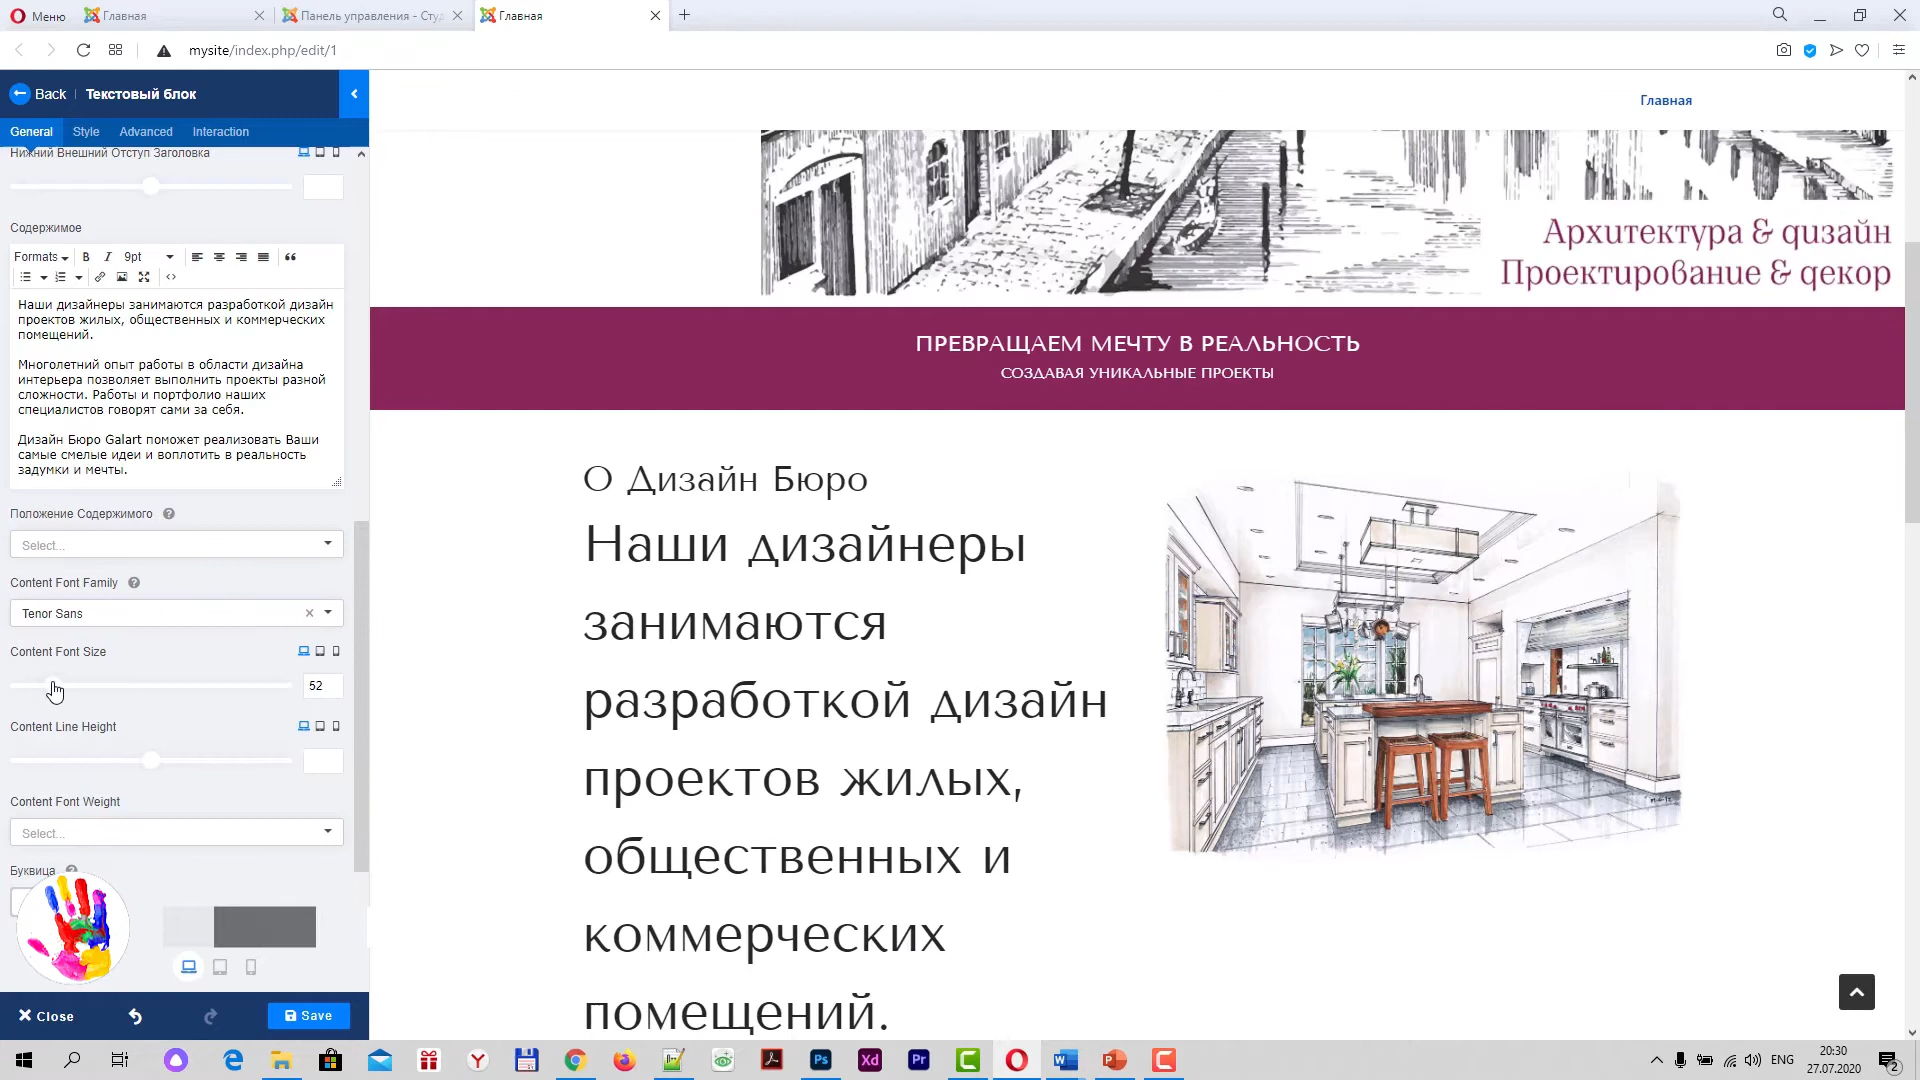 Меню
Главная
Панель управления - Сту
Главная
mysite/index.php/edit/1
Back
Текстовый блок
General
Style
Advanced
Interaction
Нижний Внешний Отступ Заголовка
Содержимое
Formats
B
I
9pt
Наши дизайнеры занимаются разработкой дизайн
проектов жилых, общественных и коммерческих
помещений.
Многолетний опыт работы в области дизайна
интерьера позволяет выполнить проекты разной
сложности. Работы и портфолио наших
специалистов говорят сами за себя.
Дизайн Бюро Galart поможет реализовать Ваши
самые смелые идеи и воплотить в реальность
задумки и мечты.
Положение Содержимого
Select...
Content Font Family
Tenor Sans
Content Font Size
52
Content Line Height
Content Font Weight
Select...
Буквица
Close
Save
Главная
Архитектура & дизайн
Проектирование & декор
ПРЕВРАЩАЕМ МЕЧТУ В РЕАЛЬНОСТЬ
СОЗДАВАЯ УНИКАЛЬНЫЕ ПРОЕКТЫ
О Дизайн Бюро
Наши дизайнеры
занимаются
разработкой дизайн
проектов жилых,
общественных и
коммерческих
помещений.
Ps
Xd
Pr
ENG
20:30
27.07.2020
2